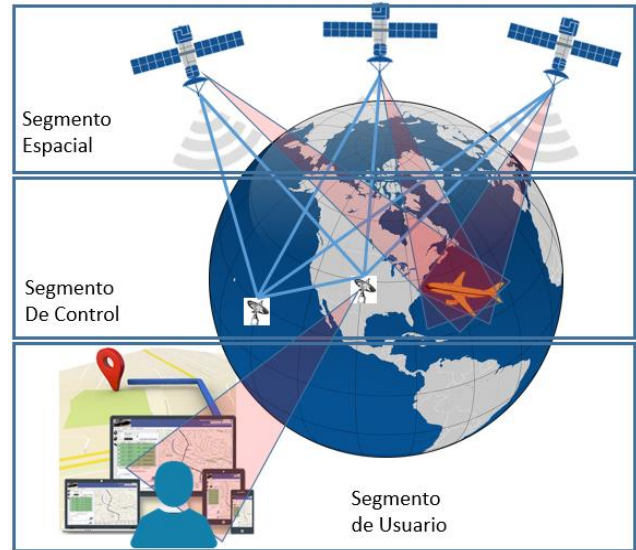 Segmento
Espacial
Segmento
De Control
Segmento
de Usuario